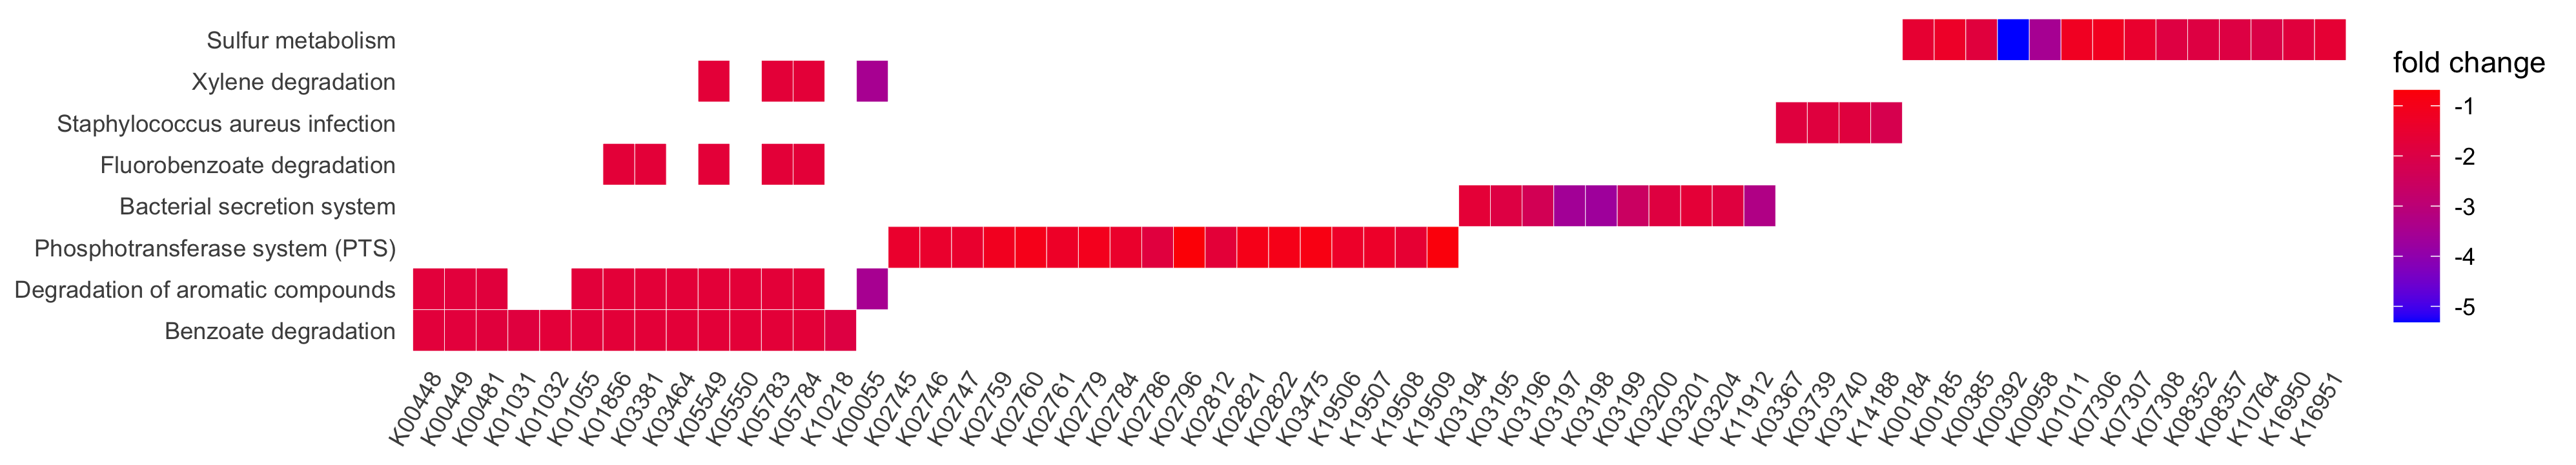 Sulfur metabolism
Xylene degradation
Staphylococcus aureus infection
Fluorobenzoate degradation
Bacterial secretion system
Phosphotransferase system (PTS)
Degradation of aromatic compounds
Benzoate degradation
K00448
K00449
K00481
K01031
K01032
K01055
K01856
K03381
K03464
K05549
K05550
K05783
K05784
K10218
K00055
K02745
K02746
K02747
K02759
K02760
K02761
K02779
K02784
K02786
K02796
K02812
K02821
K02822
K03475
K19506
K19507
K19508
K19509
K03194
K03195
K03196
K03197
K03198
K03199
K03200
K03201
K03204
K11912
K03367
K03739
K03740
K14188
K00184
K00185
K00385
K00392
K00958
K01011
K07306
K07307
K07308
K08352
K08357
K10764
K16950
K16951
fold change
-1
-2
-3
-4
-5